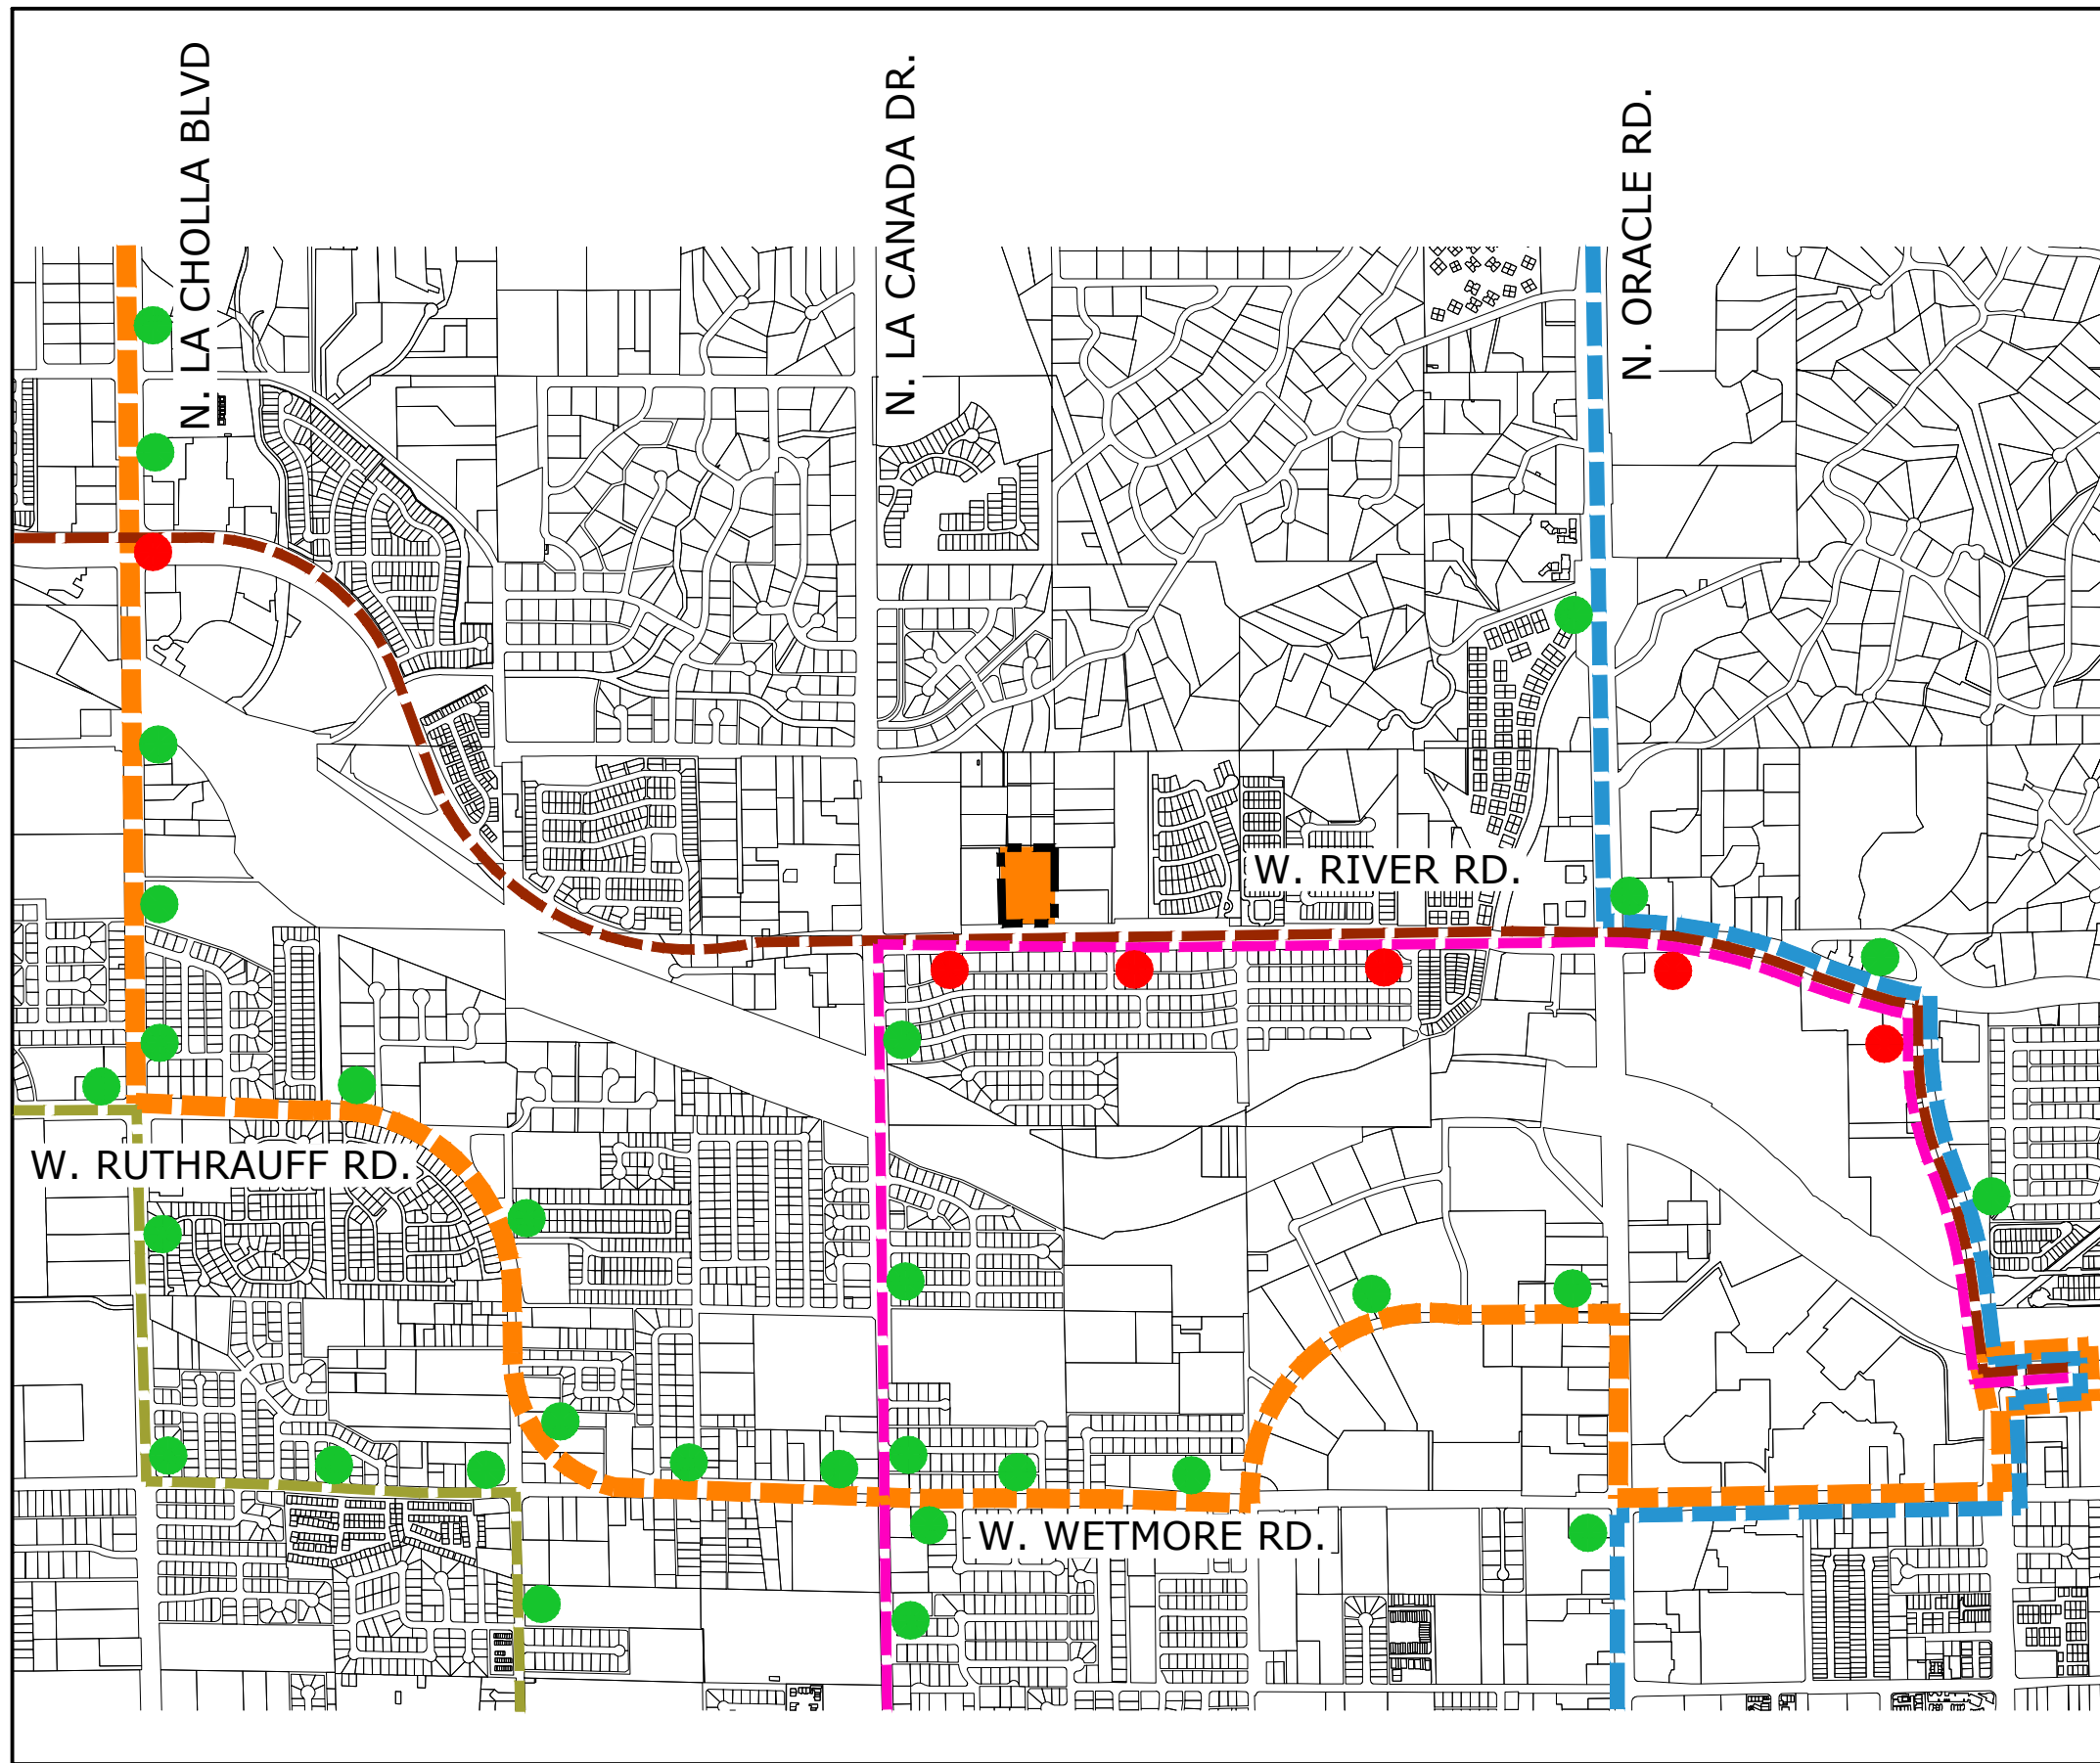 N. LA CHOLLA BLVD
N. LA CANADA DR.
N. ORACLE RD.
W. RIVER RD.
W. RUTHRAUFF RD.
W. WETMORE RD.